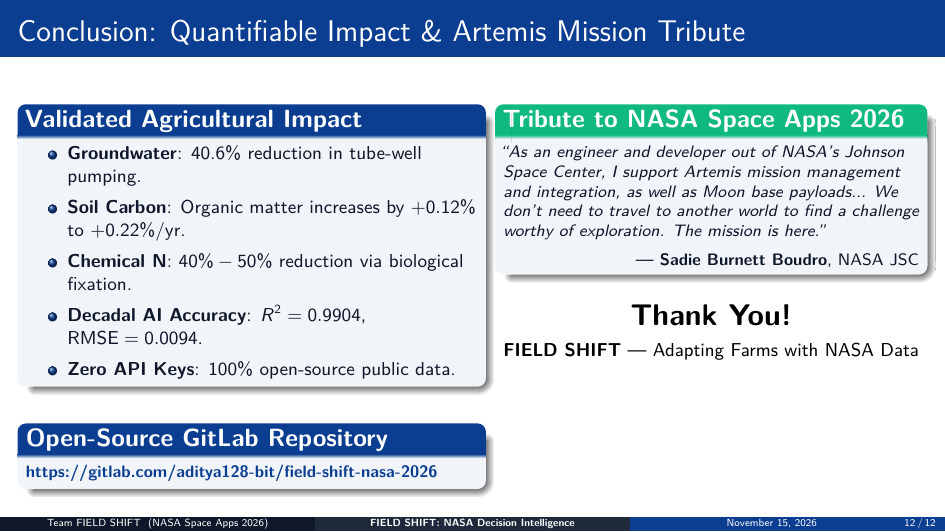 Conclusion: Quantifiable Impact & Artemis Mission Tribute
Validated Agricultural Impact
Groundwater: 40.6% reduction in tube-well
pumping.
Soil Carbon: Organic matter increases by +0.12%
to +0.22%/yr.
Chemical N: 40% – 50% reduction via biological
fixation.
Decadal AI Accuracy: R² = 0.9904,
RMSE = 0.0094.
Zero API Keys: 100% open-source public data.
Open-Source GitLab Repository
https://gitlab.com/aditya128-bit/field-shift-nasa-2026
Tribute to NASA Space Apps 2026
“As an engineer and developer out of NASA's Johnson
Space Center, I support Artemis mission management
and integration, as well as Moon base payloads... We
don't need to travel to another world to find a challenge
worthy of exploration. The mission is here.”
— Sadie Burnett Boudro, NASA JSC
Thank You!
FIELD SHIFT — Adapting Farms with NASA Data
Team FIELD SHIFT (NASA Space Apps 2026)
FIELD SHIFT: NASA Decision Intelligence
November 15, 2026
12 / 12